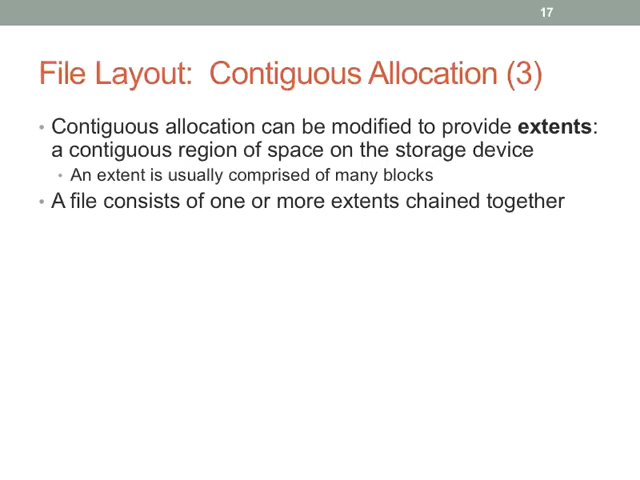 17
File Layout: Contiguous Allocation (3)
• Contiguous allocation can be modified to provide extents:
a contiguous region of space on the storage device
• An extent is usually comprised of many blocks
• A file consists of one or more extents chained together